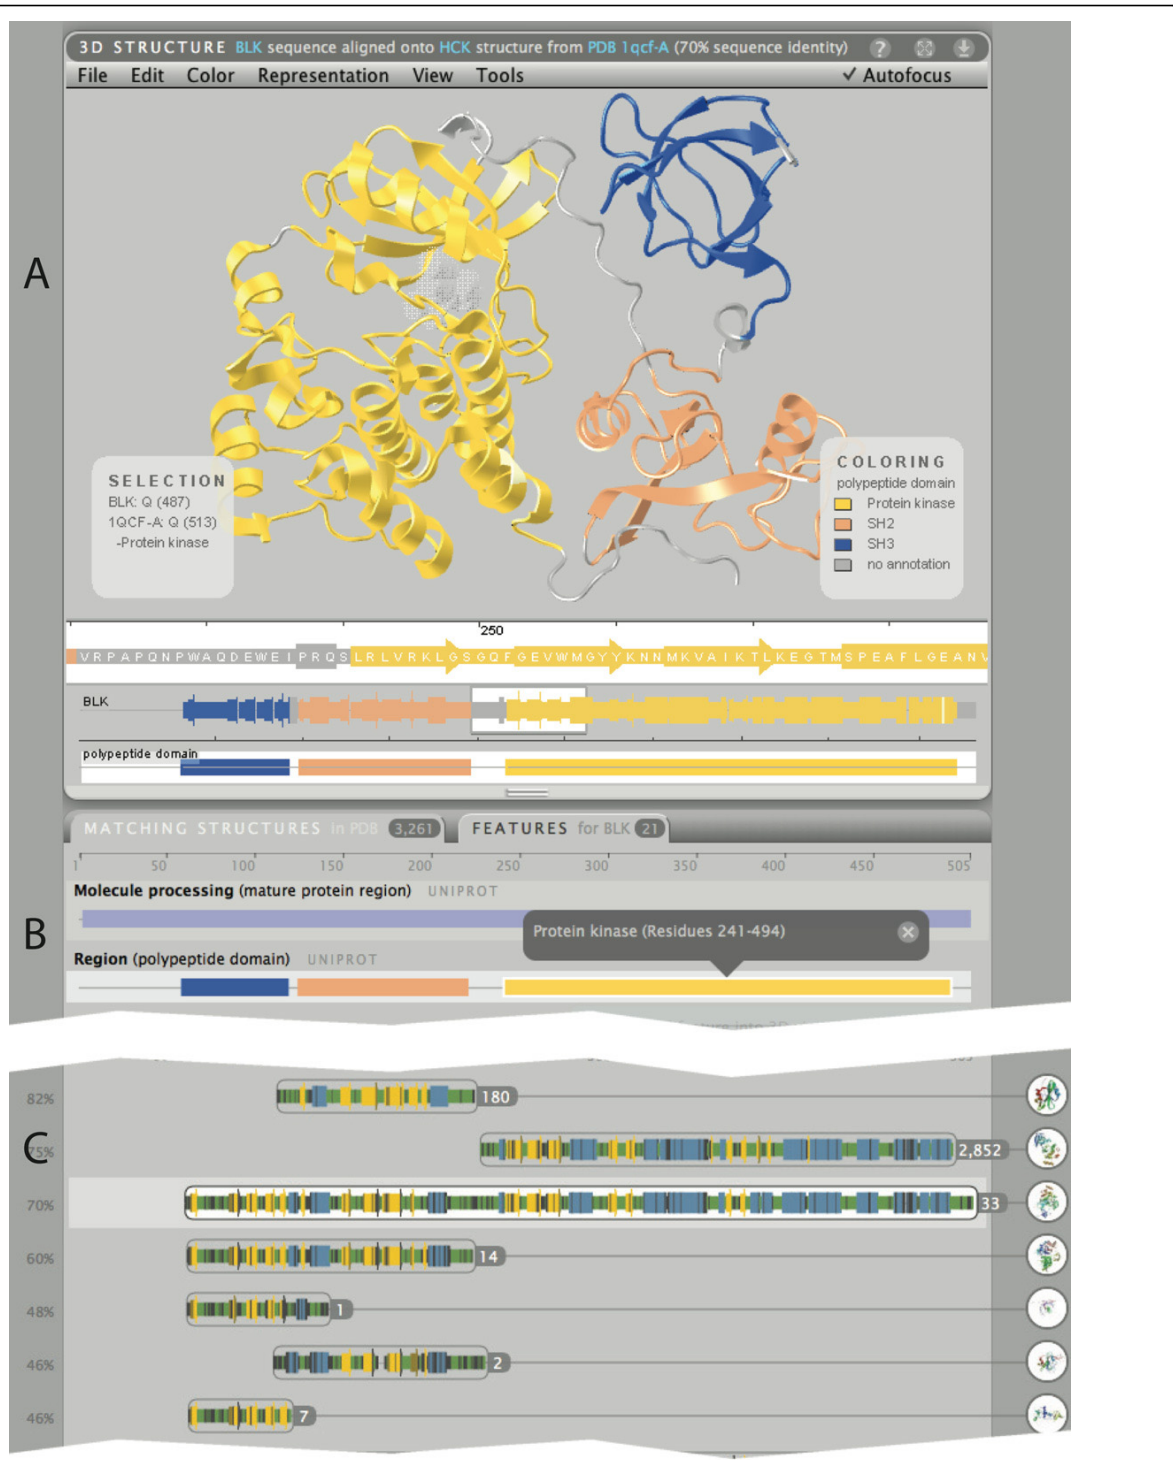 3D STRUCTURE BLK sequence aligned onto HCK structure from PDB 1qcf-A (70% sequence identity) ?
File Edit Color Representation View Tools ✓ Autofocus
A
SELECTION
BLK: Q (487)
1QCF-A: Q (513)
-Protein kinase
COLORING
polypeptide domain
Protein kinase
SH2
SH3
no annotation
250
VRPAPQNPWAQDEWEIPRQSLRLVRKLGSGQFGEVWMGYYKNNMKVAIKTLKEGTMSPEAFLGEANV
BLK
polypeptide domain
MATCHING STRUCTURES in PDB 3,261 FEATURES for BLK 21
1 50 100 150 200 250 300 350 400 450 505
Molecule processing (mature protein region) UNIPROT
B
Protein kinase (Residues 241-494)
Region (polypeptide domain) UNIPROT
82% 180
C
75% 2,852
70% 33
60% 14
48% 1
46% 2
46% 7